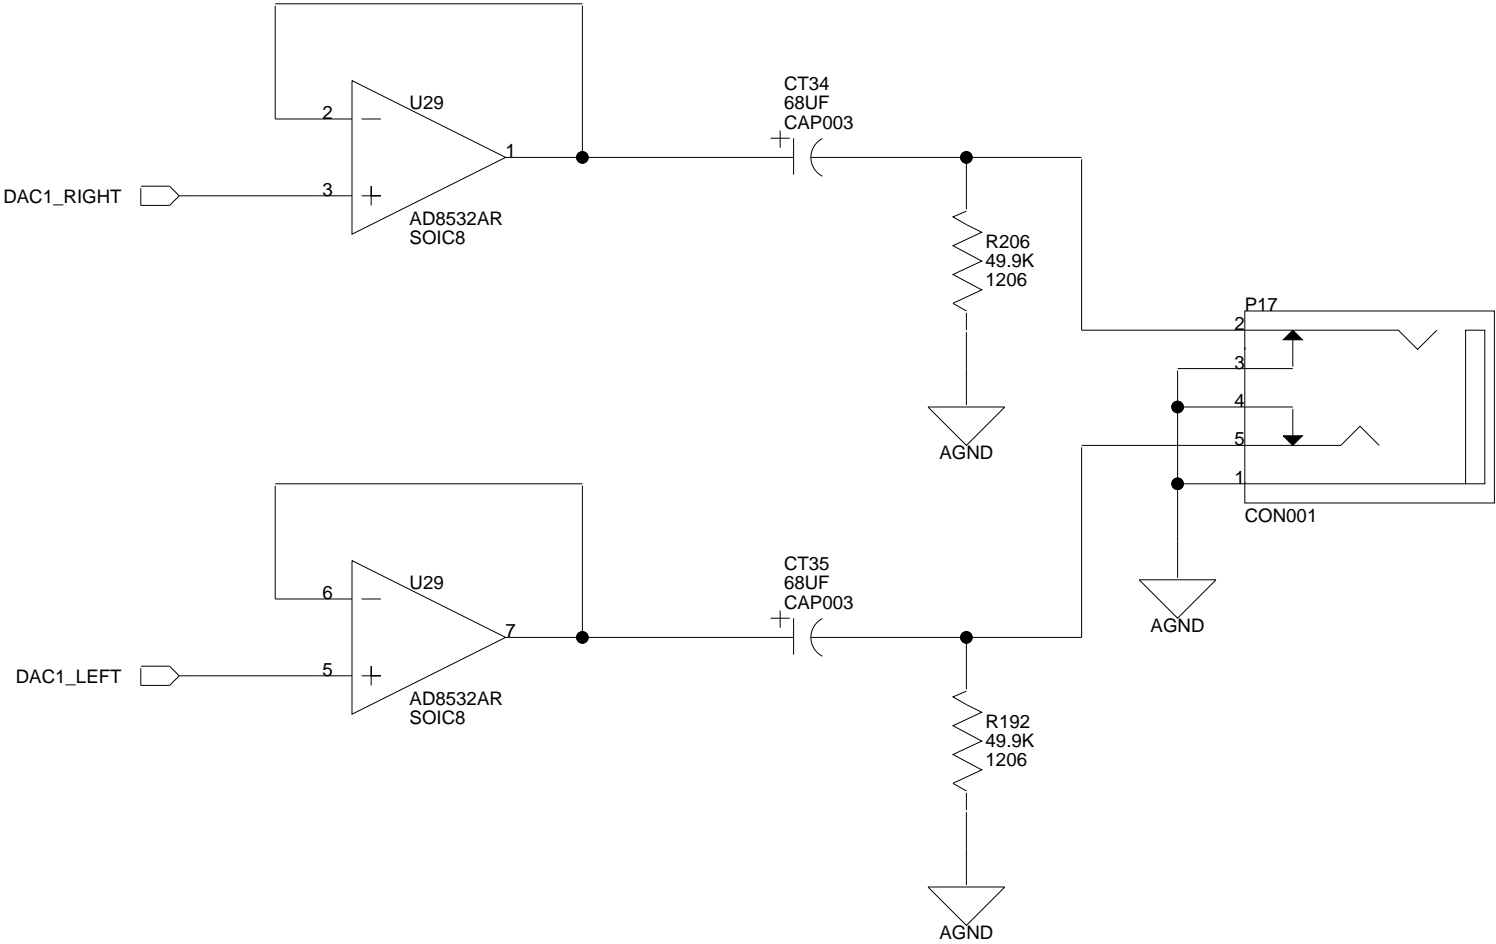 CT34
68UF
CAP003
U29
2
1
3
DAC1_RIGHT
AD8532AR
SOIC8
R206
49.9K
1206
AGND
P17
2
3
4
5
1
CON001
AGND
CT35
68UF
CAP003
U29
6
7
5
DAC1_LEFT
AD8532AR
SOIC8
R192
49.9K
1206
AGND